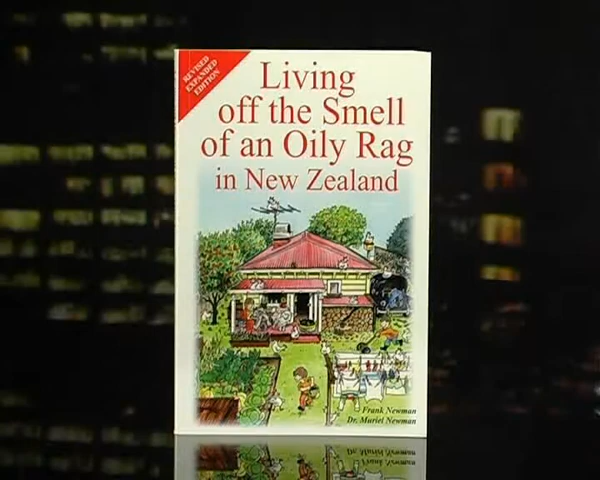 REVISED
EXPANDED
EDITION
Living
off the Smell
of an Oily Rag
in New Zealand
Frank Newman
Dr. Muriel Newman